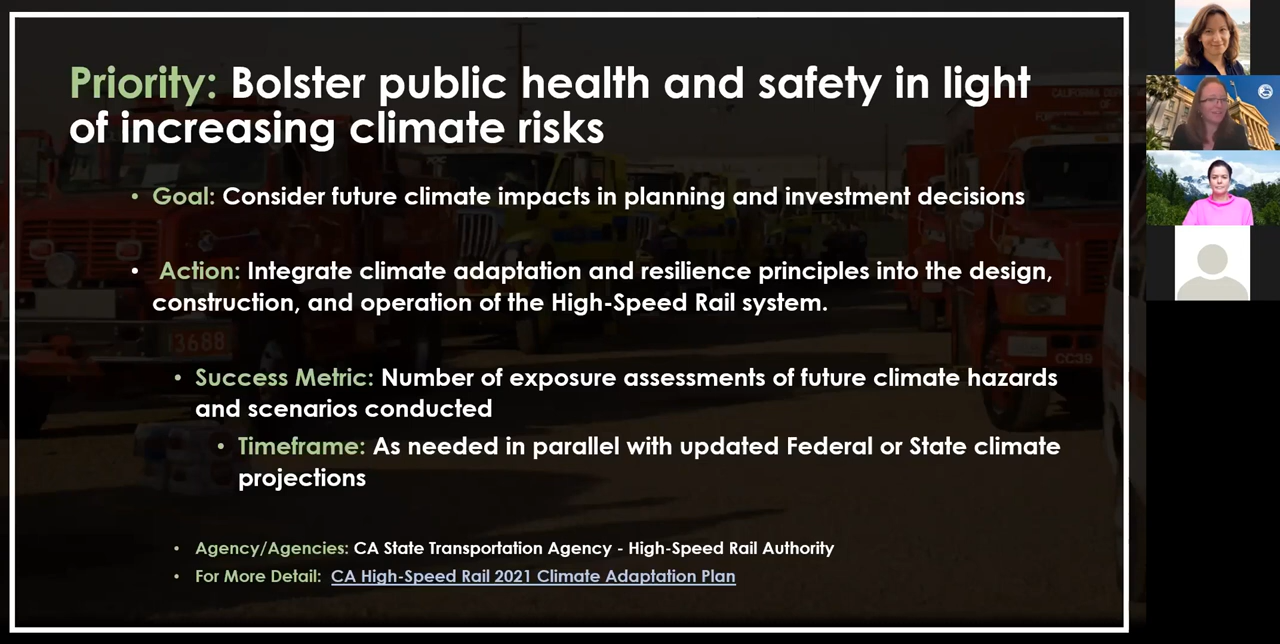 Priority: Bolster public health and safety in light
of increasing climate risks
• Goal: Consider future climate impacts in planning and investment decisions
• Action: Integrate climate adaptation and resilience principles into the design,
construction, and operation of the High-Speed Rail system.
• Success Metric: Number of exposure assessments of future climate hazards
and scenarios conducted
• Timeframe: As needed in parallel with updated Federal or State climate
projections
• Agency/Agencies: CA State Transportation Agency - High-Speed Rail Authority
• For More Detail: CA High-Speed Rail 2021 Climate Adaptation Plan
13688
CC39